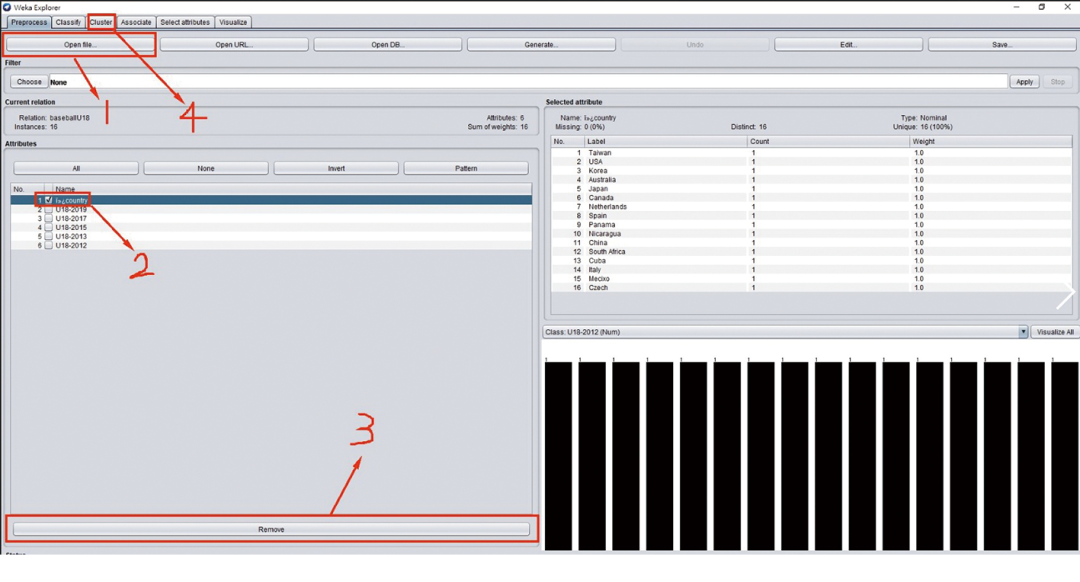 Weka Explorer
Preprocess Classify Cluster Associate Select attributes Visualize
Open file... Open URL... Open DB... Generate... Undo Edit... Save...
Filter
Choose None Apply Stop
Current relation
Relation: baseballU18 Attributes: 6
Instances: 16 Sum of weights: 16
Attributes
All None Invert Pattern
No. Name
1 ï»¿country
2 U18-2019
3 U18-2017
4 U18-2015
5 U18-2013
6 U18-2012
Remove
Status
Selected attribute
Name: ï»¿country Type: Nominal
Missing: 0 (0%) Distinct: 16 Unique: 16 (100%)
No. Label Count Weight
1 Taiwan 1 1.0
2 USA 1 1.0
3 Korea 1 1.0
4 Australia 1 1.0
5 Japan 1 1.0
6 Canada 1 1.0
7 Netherlands 1 1.0
8 Spain 1 1.0
9 Panama 1 1.0
10 Nicaragua 1 1.0
11 China 1 1.0
12 South Africa 1 1.0
13 Cuba 1 1.0
14 Italy 1 1.0
15 Mecixo 1 1.0
16 Czech 1 1.0
Class: U18-2012 (Num) Visualize All
1 1 1 1 1 1 1 1 1 1 1 1 1 1 1 1
1
4
2
3